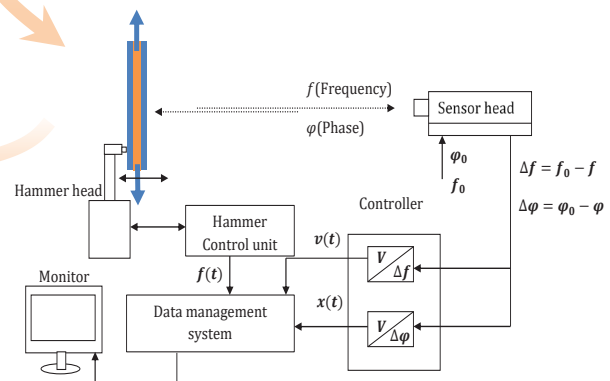 f(Frequency)
φ(Phase)
Sensor head
φ₀
f₀
Δf = f₀ − f
Δφ = φ₀ − φ
Hammer head
Controller
Hammer
Control unit
v(t)
V
Δf
f(t)
Monitor
x(t)
Data management
system
V
Δφ